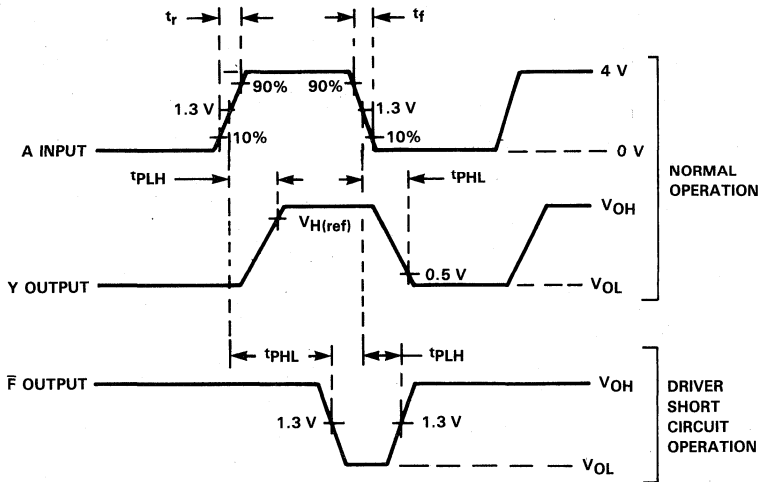 tr
tf
4 V
90%
90%
1.3 V
1.3 V
10%
10%
A INPUT
0 V
tPLH
tPHL
NORMAL
OPERATION
VH(ref)
VOH
0.5 V
Y OUTPUT
VOL
tPHL
tPLH
F̅ OUTPUT
VOH
1.3 V
1.3 V
DRIVER
SHORT
CIRCUIT
OPERATION
VOL